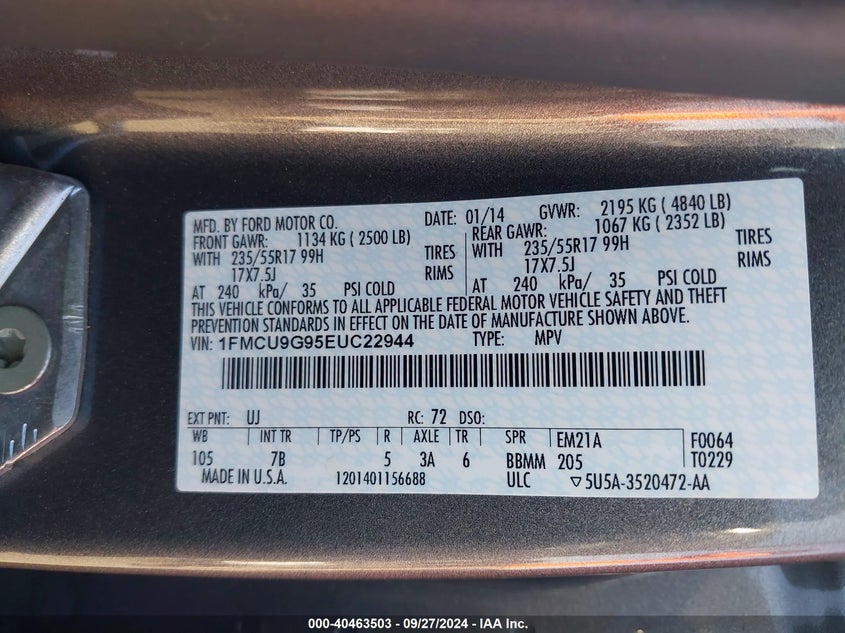 MFD. BY FORD MOTOR CO. DATE: 01/14 GVWR: 2195 KG ( 4840 LB)
FRONT GAWR: 1134 KG ( 2500 LB) REAR GAWR: 1067 KG ( 2352 LB)
WITH 235/55R17 99H TIRES WITH 235/55R17 99H TIRES
17X7.5J RIMS 17X7.5J RIMS
AT 240 kPa/ 35 PSI COLD AT 240 kPa/ 35 PSI COLD
THIS VEHICLE CONFORMS TO ALL APPLICABLE FEDERAL MOTOR VEHICLE SAFETY AND THEFT
PREVENTION STANDARDS IN EFFECT ON THE DATE OF MANUFACTURE SHOWN ABOVE.
VIN: 1FMCU9G95EUC22944 TYPE: MPV
EXT PNT: UJ RC: 72 DSO:
WB INT TR TP/PS R AXLE TR SPR EM21A F0064
105 7B 5 3A 6 BBMM 205 T0229
MADE IN U.S.A. 1201401156688 ULC ▽5U5A-3520472-AA
000-40463503 / 09/27/2024 - IAA Inc.